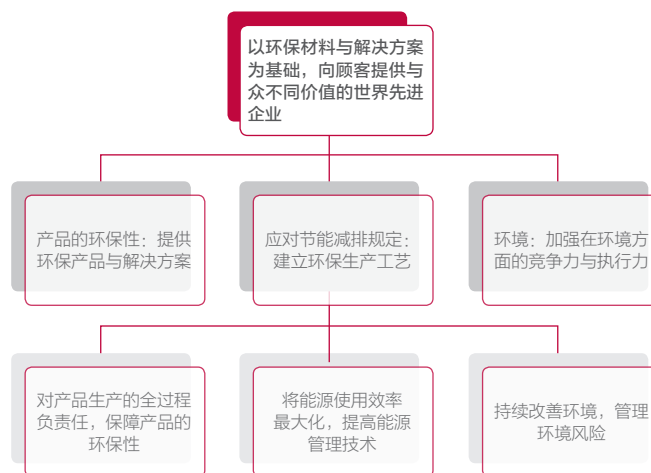 以环保材料与解决方案
为基础，向顾客提供与
众不同价值的世界先进
企业
产品的环保性：提供
环保产品与解决方案
应对节能减排规定：
建立环保生产工艺
环境：加强在环境方
面的竞争力与执行力
对产品生产的全过程
负责任，保障产品的
环保性
将能源使用效率
最大化，提高能源
管理技术
持续改善环境，管理
环境风险